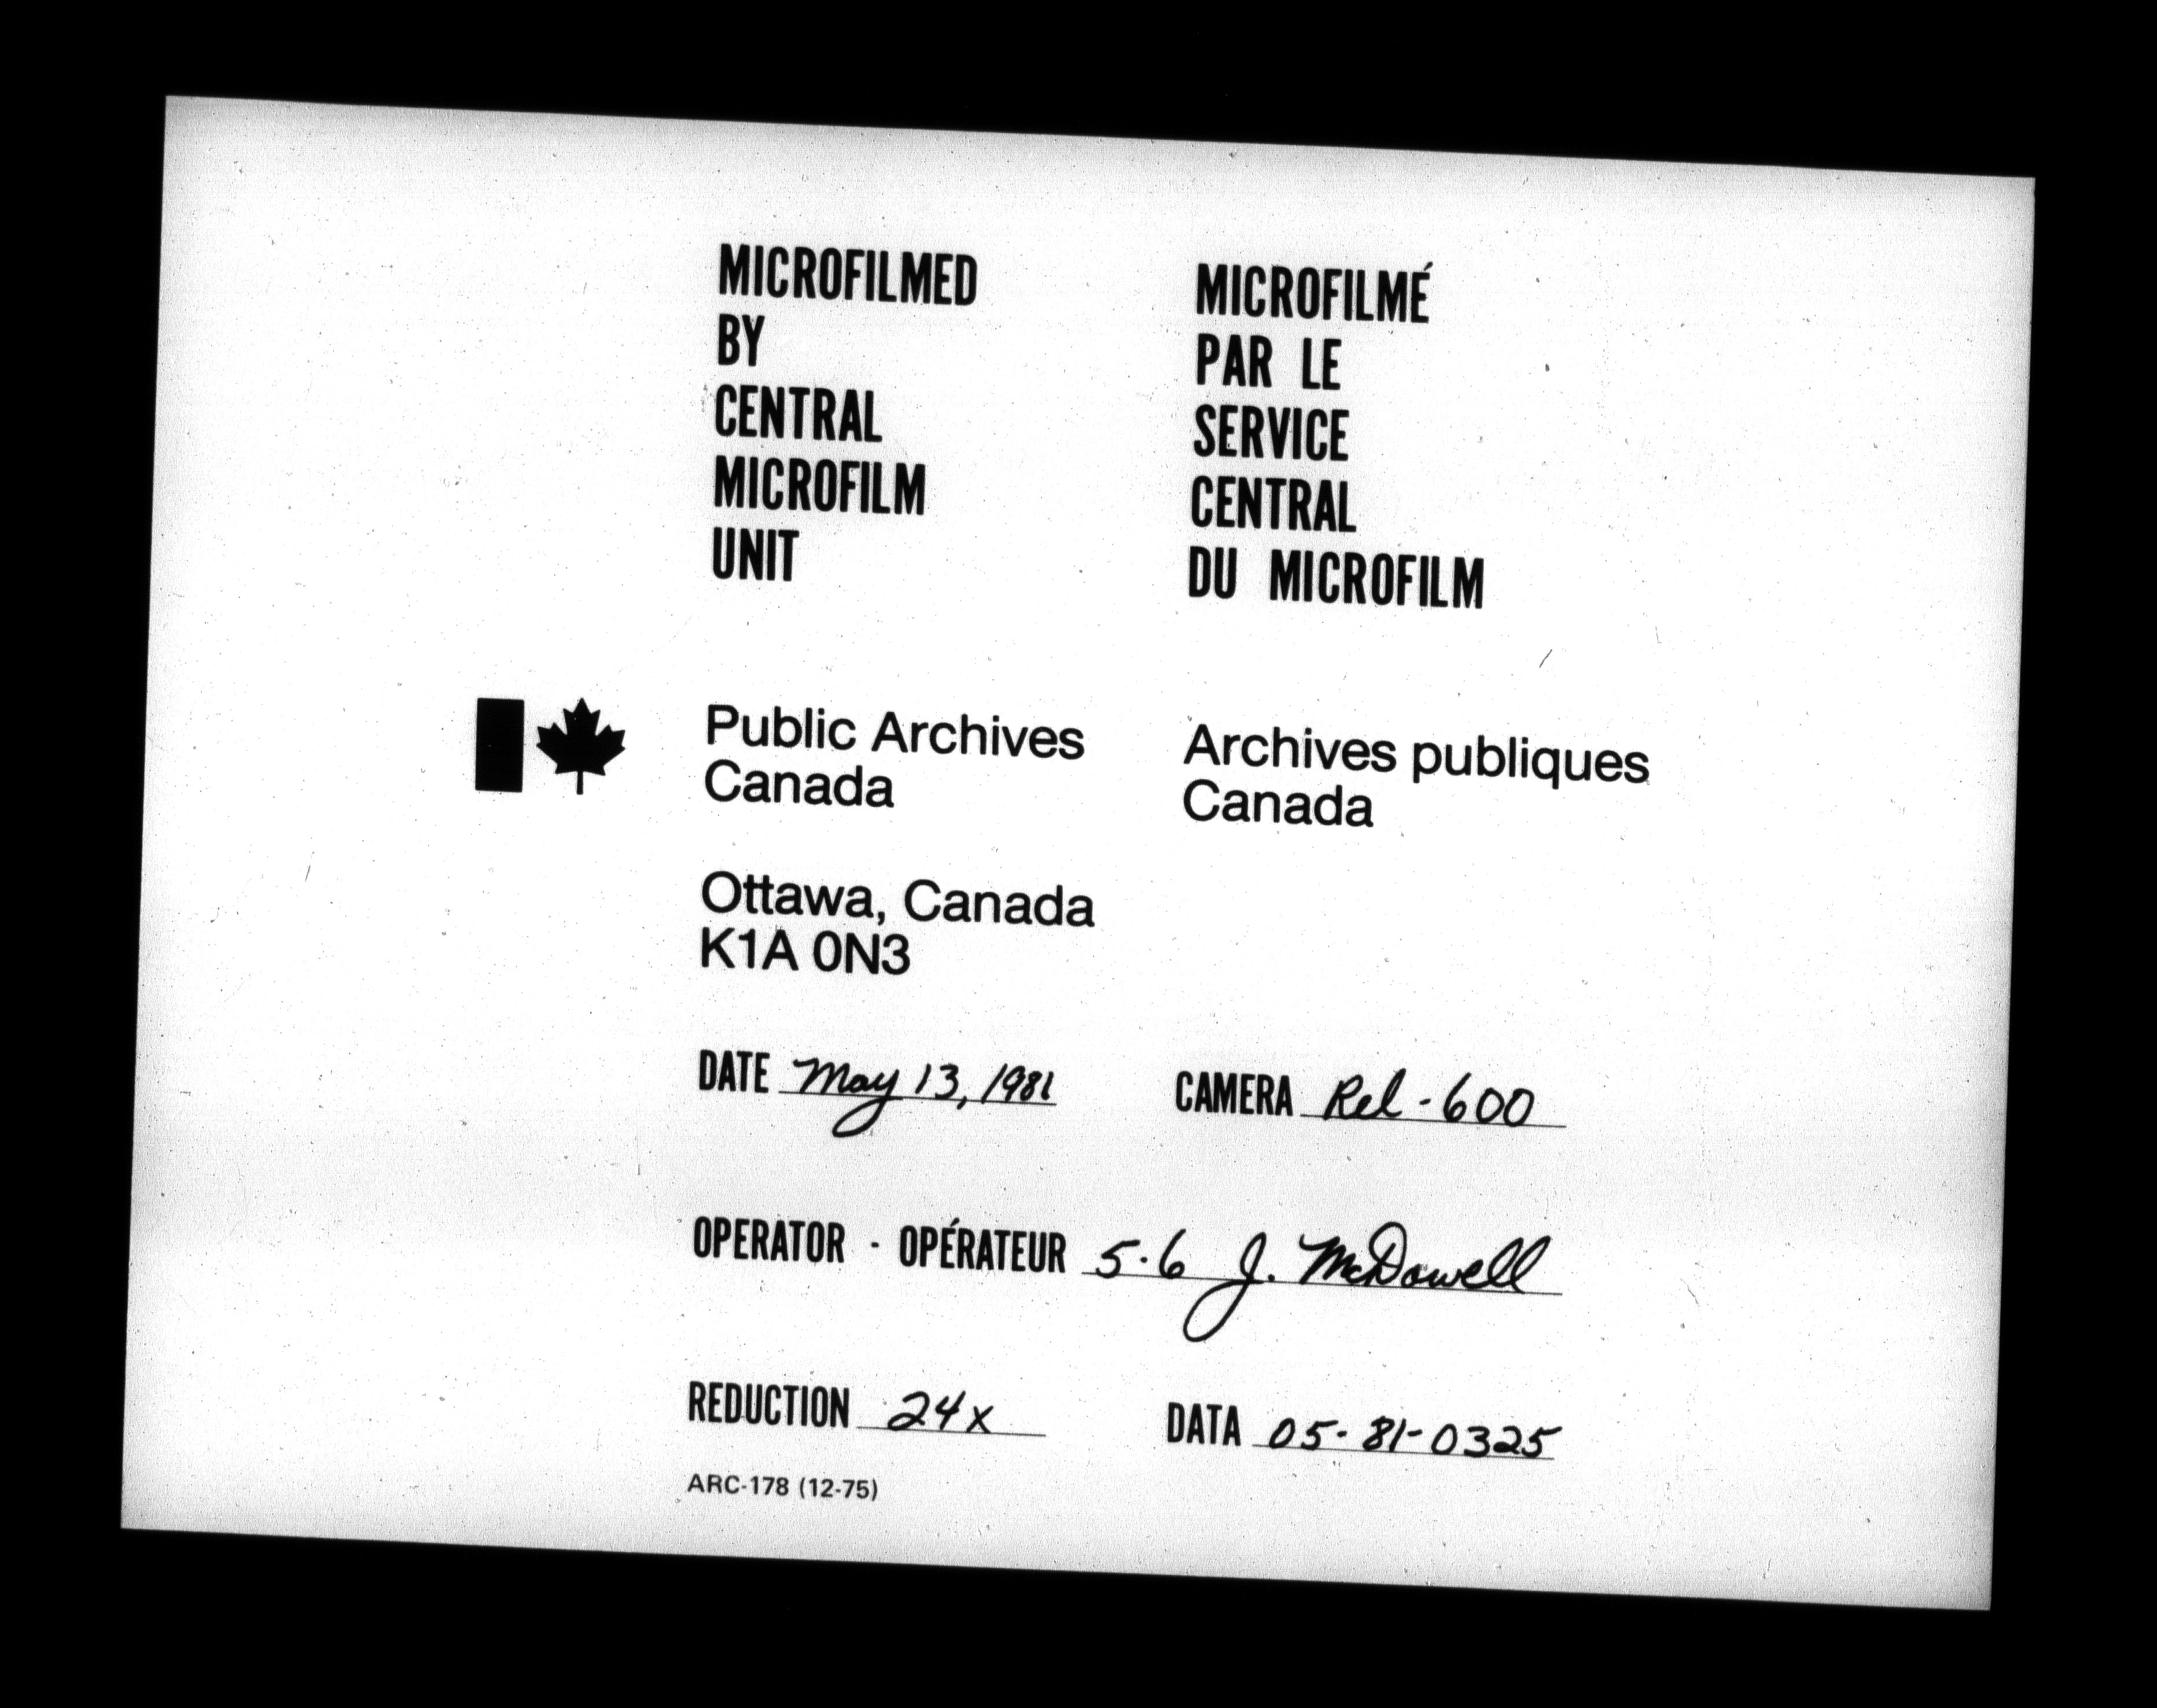 MICROFILMED
BY
CENTRAL
MICROFILM
UNIT
MICROFILMÉ
PAR LE
SERVICE
CENTRAL
DU MICROFILM
Public Archives
Canada
Archives publiques
Canada
Ottawa, Canada
K1A 0N3
DATE May 13, 1981
CAMERA Rel - 600
OPERATOR - OPÉRATEUR 5-6 J. McDowell
REDUCTION 24x
DATA 05-81-0325
ARC-178 (12-75)